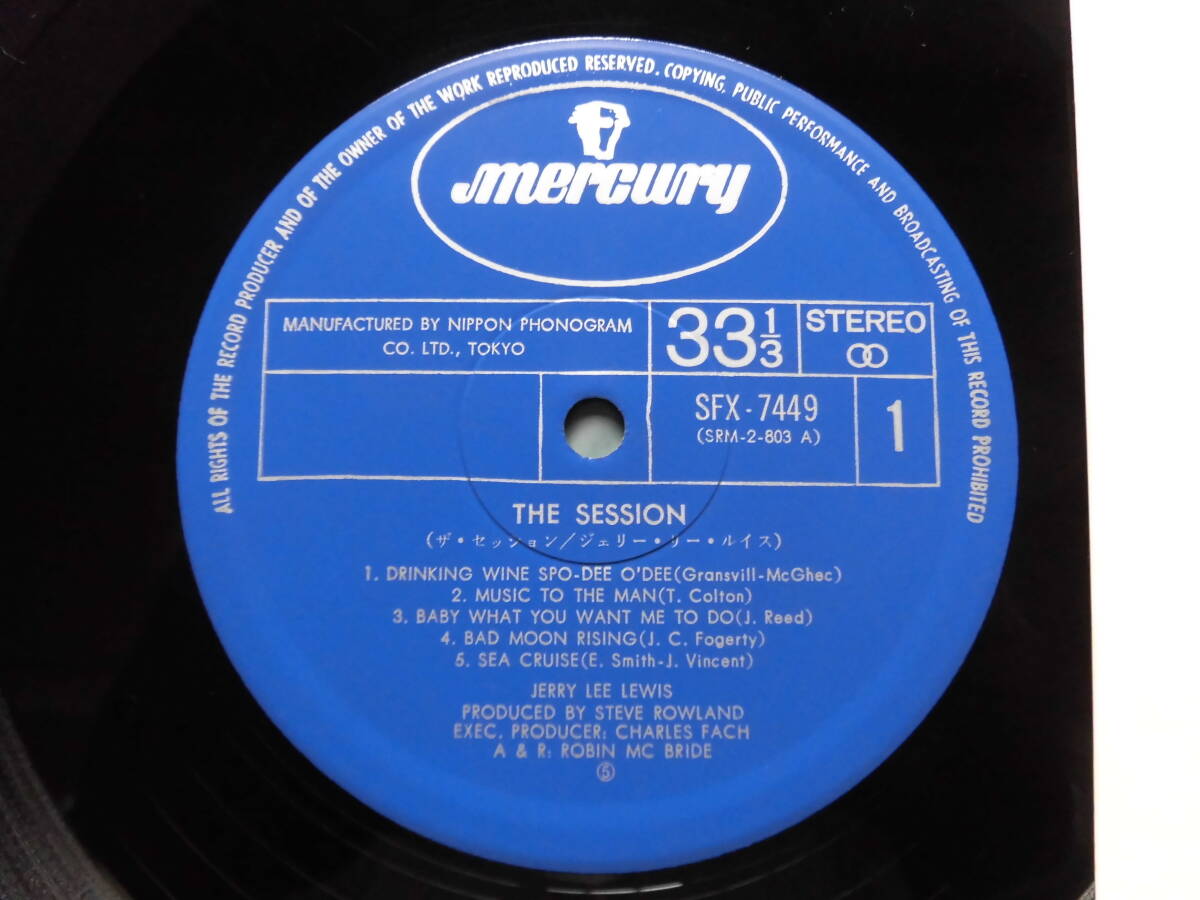 ALL RIGHTS OF THE RECORD PRODUCER AND OF THE OWNER OF THE WORK REPRODUCED RESERVED. COPYING, PUBLIC PERFORMANCE AND BROADCASTING OF THIS RECORD PROHIBITED
mercury
MANUFACTURED BY NIPPON PHONOGRAM
CO. LTD., TOKYO
33 1/3
STEREO
SFX-7449
(SRM-2-803 A)
1
THE SESSION
(ザ・セッション/ジェリー・リー・ルイス)
1. DRINKING WINE SPO-DEE O'DEE(Gransvill-McGhec)
2. MUSIC TO THE MAN(T. Colton)
3. BABY WHAT YOU WANT ME TO DO(J. Reed)
4. BAD MOON RISING(J. C. Fogerty)
5. SEA CRUISE(E. Smith-J. Vincent)
JERRY LEE LEWIS
PRODUCED BY STEVE ROWLAND
EXEC. PRODUCER: CHARLES FACH
A & R: ROBIN MC BRIDE
⑤